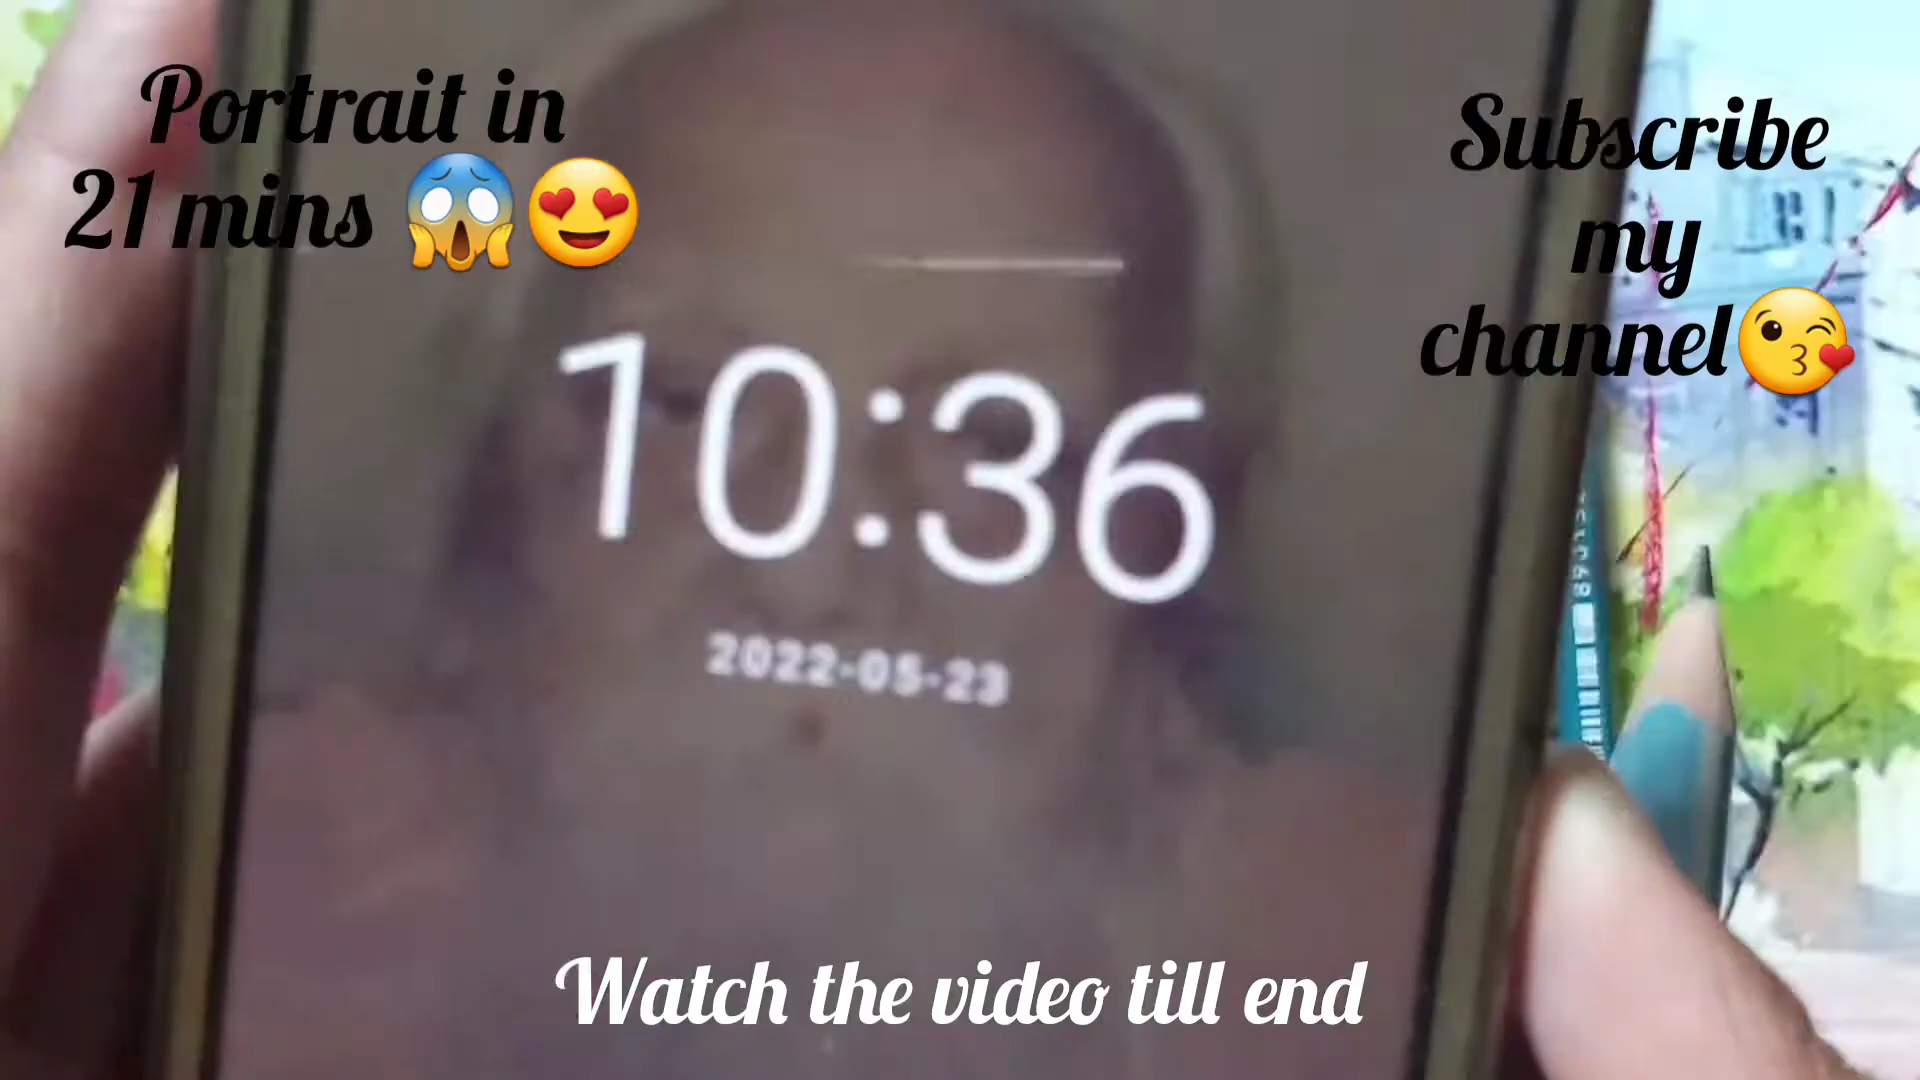 Portrait in
21 mins 😱😍
Subscribe
my
channel😘
10:36
2022-05-23
Watch the video till end